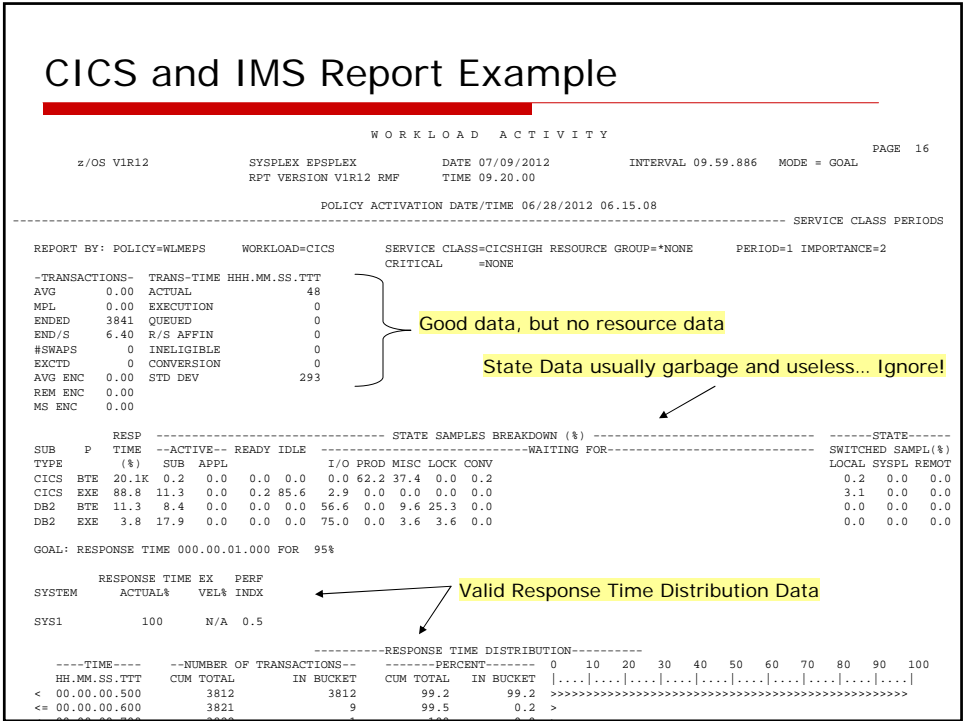 CICS and IMS Report Example
W O R K L O A D   A C T I V I T Y
PAGE 16
z/OS V1R12 SYSPLEX EPSPLEX DATE 07/09/2012 INTERVAL 09.59.886 MODE = GOAL
RPT VERSION V1R12 RMF TIME 09.20.00
POLICY ACTIVATION DATE/TIME 06/28/2012 06.15.08
SERVICE CLASS PERIODS
REPORT BY: POLICY=WLMEPS WORKLOAD=CICS SERVICE CLASS=CICSHIGH RESOURCE GROUP=*NONE PERIOD=1 IMPORTANCE=2
CRITICAL =NONE
-TRANSACTIONS- TRANS-TIME HHH.MM.SS.TTT
AVG 0.00 ACTUAL 48
MPL 0.00 EXECUTION 0
ENDED 3841 QUEUED 0
END/S 6.40 R/S AFFIN 0
#SWAPS 0 INELIGIBLE 0
EXCTD 0 CONVERSION 0
AVG ENC 0.00 STD DEV 293
REM ENC 0.00
MS ENC 0.00
Good data, but no resource data
State Data usually garbage and useless… Ignore!
RESP ------------------------------- STATE SAMPLES BREAKDOWN (%) ------------------------------- ------STATE------
SUB P TIME --ACTIVE-- READY IDLE -----------------------------WAITING FOR----------------------------- SWITCHED SAMPL(%)
TYPE (%) SUB APPL I/O PROD MISC LOCK CONV LOCAL SYSPL REMOT
CICS BTE 20.1K 0.2 0.0 0.0 0.0 0.0 62.2 37.4 0.0 0.2 0.2 0.0 0.0
CICS EXE 88.8 11.3 0.0 0.2 85.6 2.9 0.0 0.0 0.0 0.0 3.1 0.0 0.0
DB2 BTE 11.3 8.4 0.0 0.0 0.0 56.6 0.0 9.6 25.3 0.0 0.0 0.0 0.0
DB2 EXE 3.8 17.9 0.0 0.0 0.0 75.0 0.0 3.6 3.6 0.0 0.0 0.0 0.0
GOAL: RESPONSE TIME 000.00.01.000 FOR 95%
RESPONSE TIME EX PERF
SYSTEM ACTUAL% VEL% INDX
Valid Response Time Distribution Data
SYS1 100 N/A 0.5
----------RESPONSE TIME DISTRIBUTION----------
----TIME---- --NUMBER OF TRANSACTIONS-- -------PERCENT------- 0 10 20 30 40 50 60 70 80 90 100
HH.MM.SS.TTT CUM TOTAL IN BUCKET CUM TOTAL IN BUCKET |....|....|....|....|....|....|....|....|....|....|
< 00.00.00.500 3812 3812 99.2 99.2 >>>>>>>>>>>>>>>>>>>>>>>>>>>>>>>>>>>>>>>>>>>>>>>>>>
<= 00.00.00.600 3821 9 99.5 0.2 >